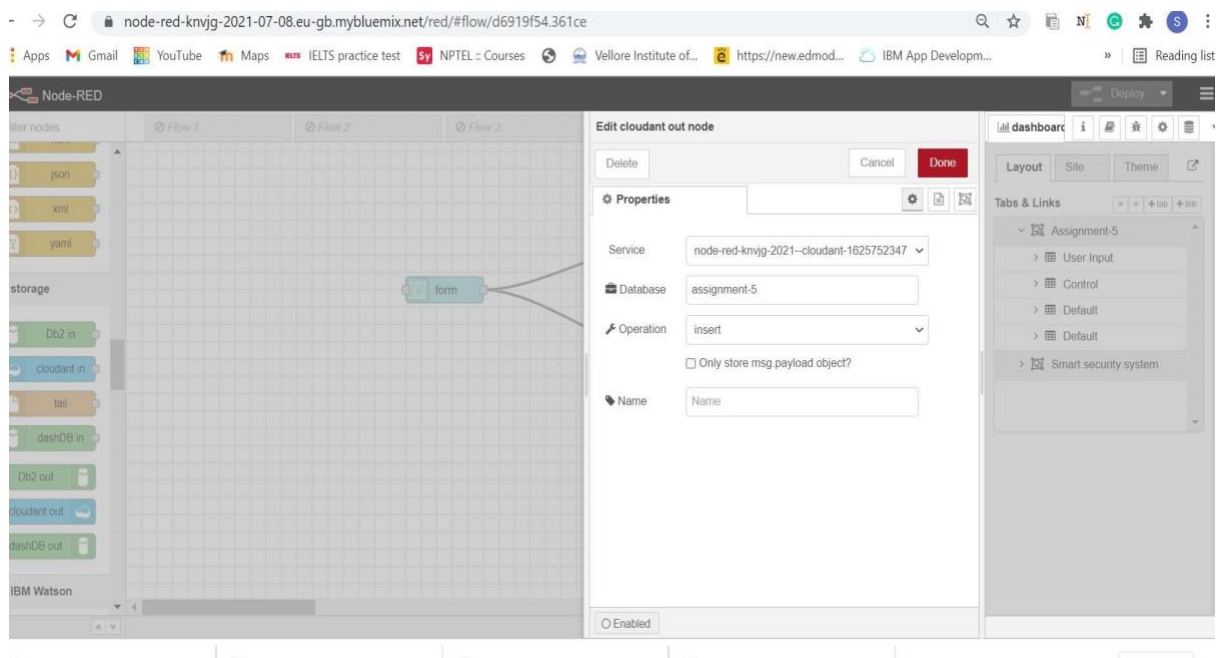 node-red-knvjg-2021-07-08.eu-gb.mybluemix.net/red/#flow/d6919f54.361ce
S
Apps Gmail YouTube Maps IELTS IELTS practice test Sy NPTEL :: Courses Vellore Institute of... ë https://new.edmod... IBM App Developm... » Reading list
Node-RED Deploy
ilter nodes Flow 1 Flow 2 Flow 3 Edit cloudant out node dashboard i
Delete Cancel Done
Layout Site Theme
json
Properties
xml
Tabs & Links +tab +link
yaml
Assignment-5
Service node-red-knvjg-2021--cloudant-1625752347
User Input
storage
form
Database assignment-5
Control
Default
Db2 in
Operation insert
Default
cloudant in
Only store msg.payload object?
Smart security system
tail
Name Name
dashDB in
Db2 out
cloudant out
dashDB out
IBM Watson
Enabled